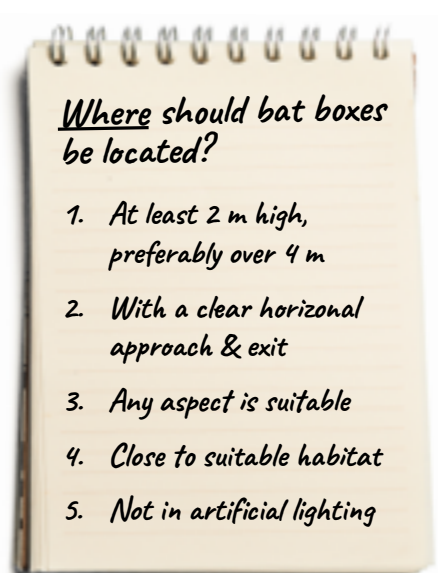 Where should bat boxes
be located?
1. At least 2 m high,
preferably over 4 m
2. With a clear horizonal
approach & exit
3. Any aspect is suitable
4. Close to suitable habitat
5. Not in artificial lighting